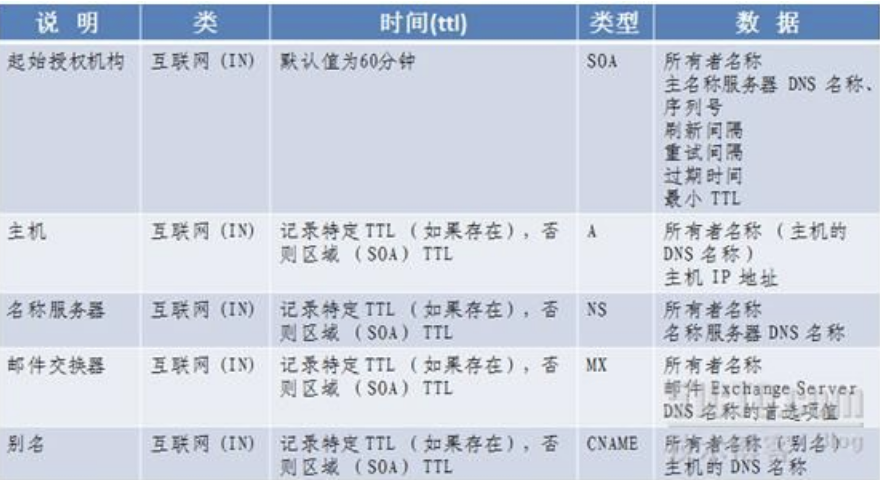 说 明 类 时间(ttl) 类型 数 据
起始授权机构 互联网 (IN) 默认值为60分钟 SOA 所有者名称
主名称服务器 DNS 名称、
序列号
刷新间隔
重试间隔
过期时间
最小 TTL
主机 互联网 (IN) 记录特定 TTL （如果存在）, 否 A 所有者名称 （主机的
则区域 （SOA）TTL DNS 名称）
主机 IP 地址
名称服务器 互联网 (IN) 记录特定 TTL （如果存在）, 否 NS 所有者名称
则区域 （SOA）TTL 名称服务器 DNS 名称
邮件交换器 互联网 (IN) 记录特定 TTL （如果存在）, 否 MX 所有者名称
则区域 （SOA）TTL 邮件 Exchange Server
DNS 名称的首选项值
别名 互联网 (IN) 记录特定 TTL （如果存在）, 否 CNAME 所有者名称 （别名）
则区域 （SOA）TTL 主机的 DNS 名称
Blog